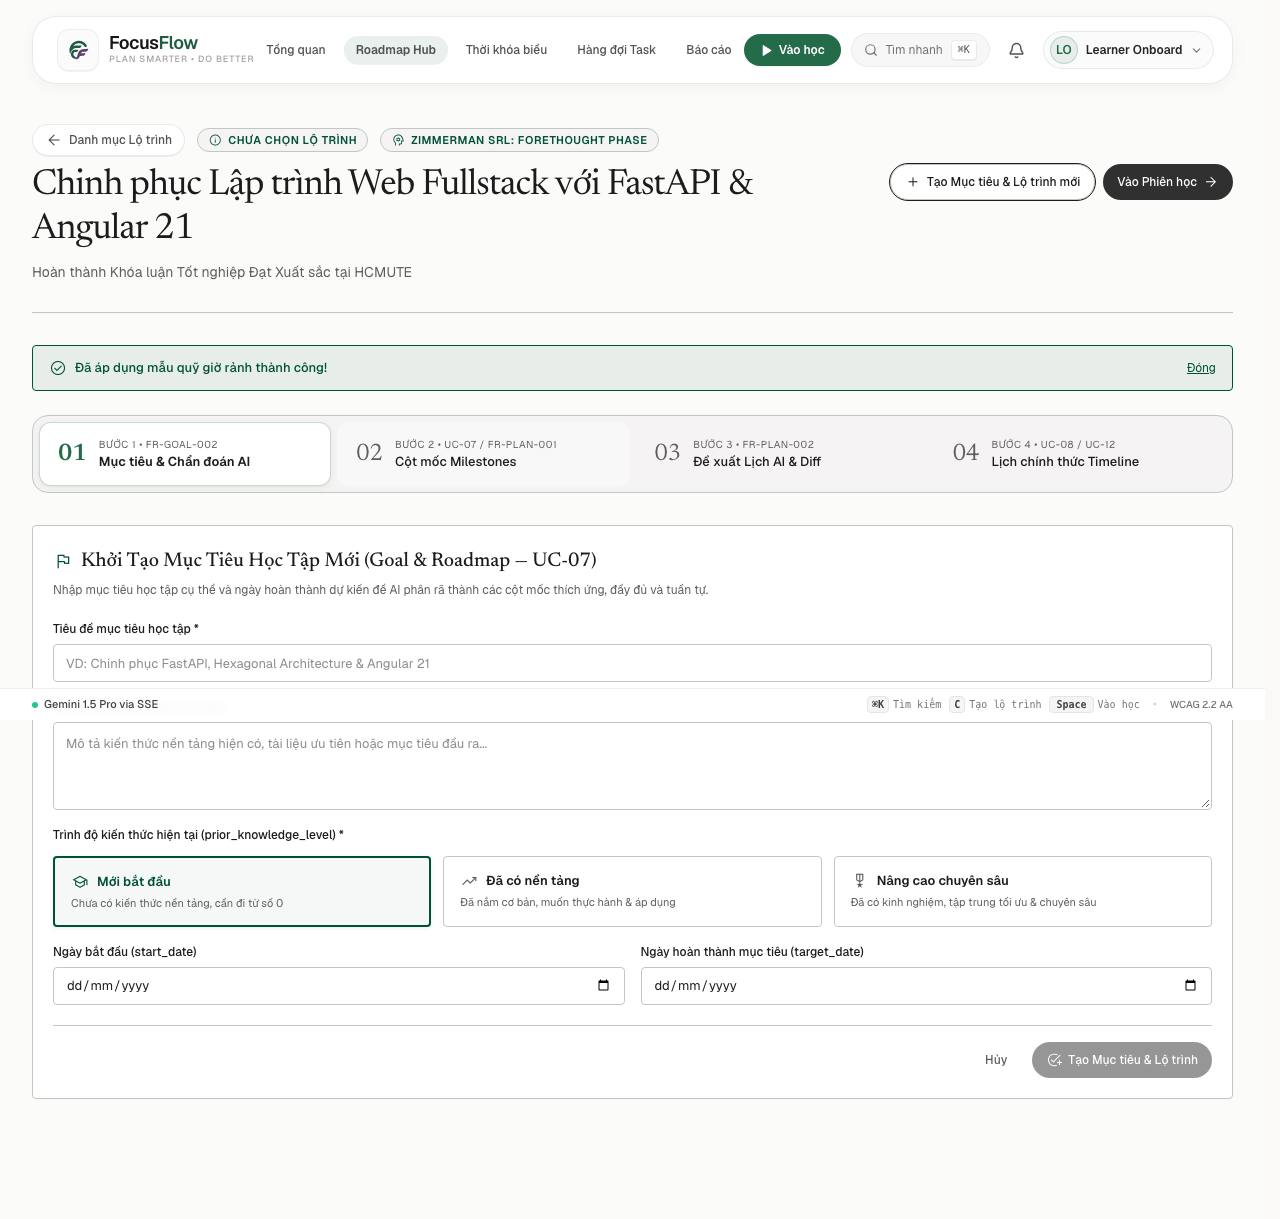 FocusFlow
PLAN SMARTER • DO BETTER
Tổng quan
Roadmap Hub
Thời khóa biểu
Hàng đợi Task
Báo cáo
Vào học
Tìm nhanh ⌘K
LO Learner Onboard
Danh mục Lộ trình
CHƯA CHỌN LỘ TRÌNH
ZIMMERMAN SRL: FORETHOUGHT PHASE
Chinh phục Lập trình Web Fullstack với FastAPI &
Angular 21
Tạo Mục tiêu & Lộ trình mới
Vào Phiên học
Hoàn thành Khóa luận Tốt nghiệp Đạt Xuất sắc tại HCMUTE
Đã áp dụng mẫu quỹ giờ rảnh thành công!
Đóng
01
BƯỚC 1 • FR-GOAL-002
Mục tiêu & Chẩn đoán AI
02
BƯỚC 2 • UC-07 / FR-PLAN-001
Cột mốc Milestones
03
BƯỚC 3 • FR-PLAN-002
Đề xuất Lịch AI & Diff
04
BƯỚC 4 • UC-08 / UC-12
Lịch chính thức Timeline
Khởi Tạo Mục Tiêu Học Tập Mới (Goal & Roadmap — UC-07)
Nhập mục tiêu học tập cụ thể và ngày hoàn thành dự kiến để AI phân rã thành các cột mốc thích ứng, đầy đủ và tuần tự.
Tiêu đề mục tiêu học tập *
VD: Chinh phục FastAPI, Hexagonal Architecture & Angular 21
Gemini 1.5 Pro via SSE
⌘K Tìm kiếm
C Tạo lộ trình
Space Vào học
•
WCAG 2.2 AA
Mô tả kiến thức nền tảng hiện có, tài liệu ưu tiên hoặc mục tiêu đầu ra...
Trình độ kiến thức hiện tại (prior_knowledge_level) *
Mới bắt đầu
Chưa có kiến thức nền tảng, cần đi từ số 0
Đã có nền tảng
Đã nắm cơ bản, muốn thực hành & áp dụng
Nâng cao chuyên sâu
Đã có kinh nghiệm, tập trung tối ưu & chuyên sâu
Ngày bắt đầu (start_date)
dd/mm/yyyy
Ngày hoàn thành mục tiêu (target_date)
dd/mm/yyyy
Hủy
Tạo Mục tiêu & Lộ trình